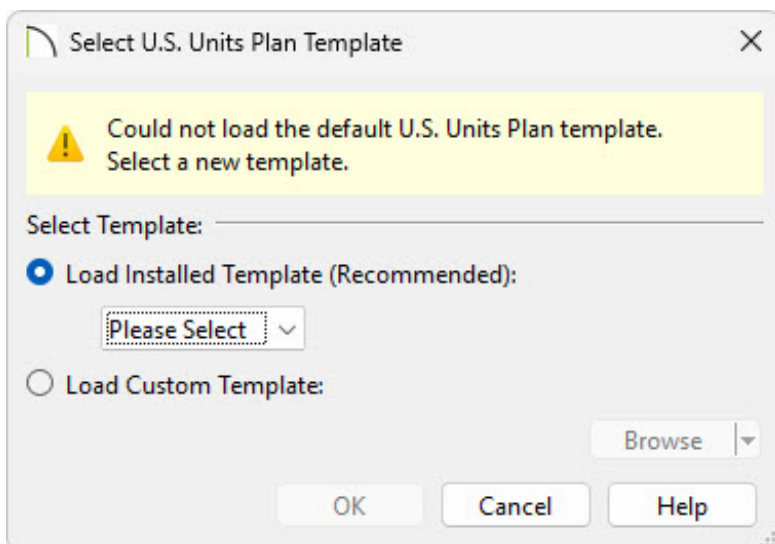 Select U.S. Units Plan Template
Could not load the default U.S. Units Plan template.
Select a new template.
Select Template:
Load Installed Template (Recommended):
Please Select
Load Custom Template:
Browse
OK
Cancel
Help